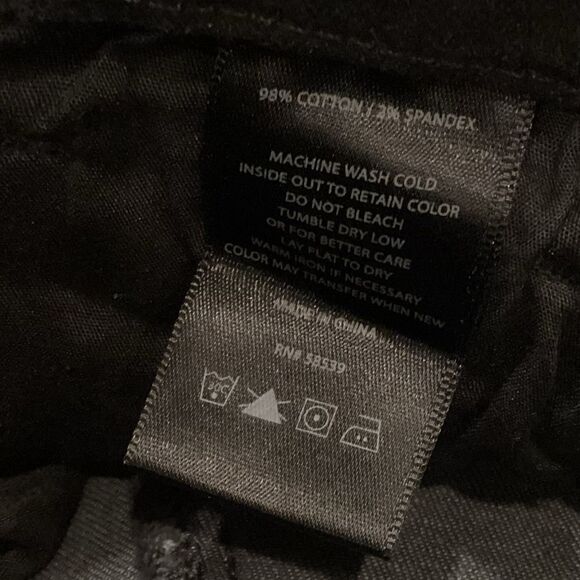 98% COTTON / 2% SPANDEX
MACHINE WASH COLD
INSIDE OUT TO RETAIN COLOR
DO NOT BLEACH
TUMBLE DRY LOW
OR FOR BETTER CARE
LAY FLAT TO DRY
WARM IRON IF NECESSARY
COLOR MAY TRANSFER WHEN NEW
MADE IN CHINA
RN# 58539
30C